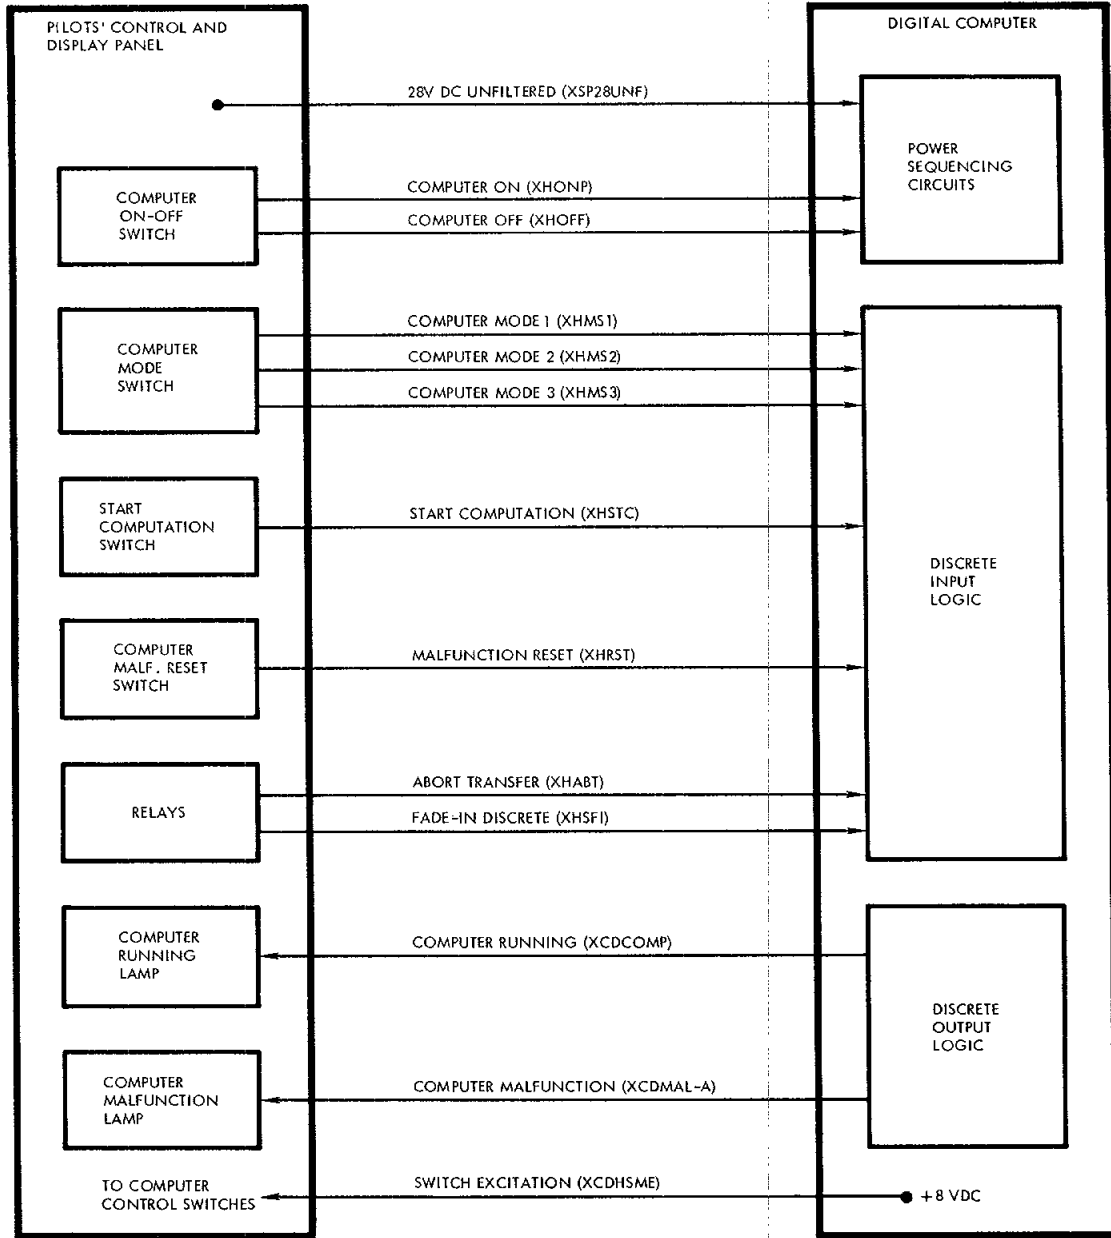 PILOTS' CONTROL AND
DISPLAY PANEL
DIGITAL COMPUTER
28V DC UNFILTERED (XSP28UNF)
POWER
SEQUENCING
CIRCUITS
COMPUTER
ON-OFF
SWITCH
COMPUTER ON (XHONP)
COMPUTER OFF (XHOFF)
COMPUTER
MODE
SWITCH
COMPUTER MODE 1 (XHMS1)
COMPUTER MODE 2 (XHMS2)
COMPUTER MODE 3 (XHMS3)
START
COMPUTATION
SWITCH
START COMPUTATION (XHSTC)
DISCRETE
INPUT
LOGIC
COMPUTER
MALF. RESET
SWITCH
MALFUNCTION RESET (XHRST)
RELAYS
ABORT TRANSFER (XHABT)
FADE-IN DISCRETE (XHSFI)
COMPUTER
RUNNING
LAMP
COMPUTER RUNNING (XCDCOMP)
DISCRETE
OUTPUT
LOGIC
COMPUTER
MALFUNCTION
LAMP
COMPUTER MALFUNCTION (XCDMAL-A)
TO COMPUTER
CONTROL SWITCHES
SWITCH EXCITATION (XCDHSME)
+8 VDC